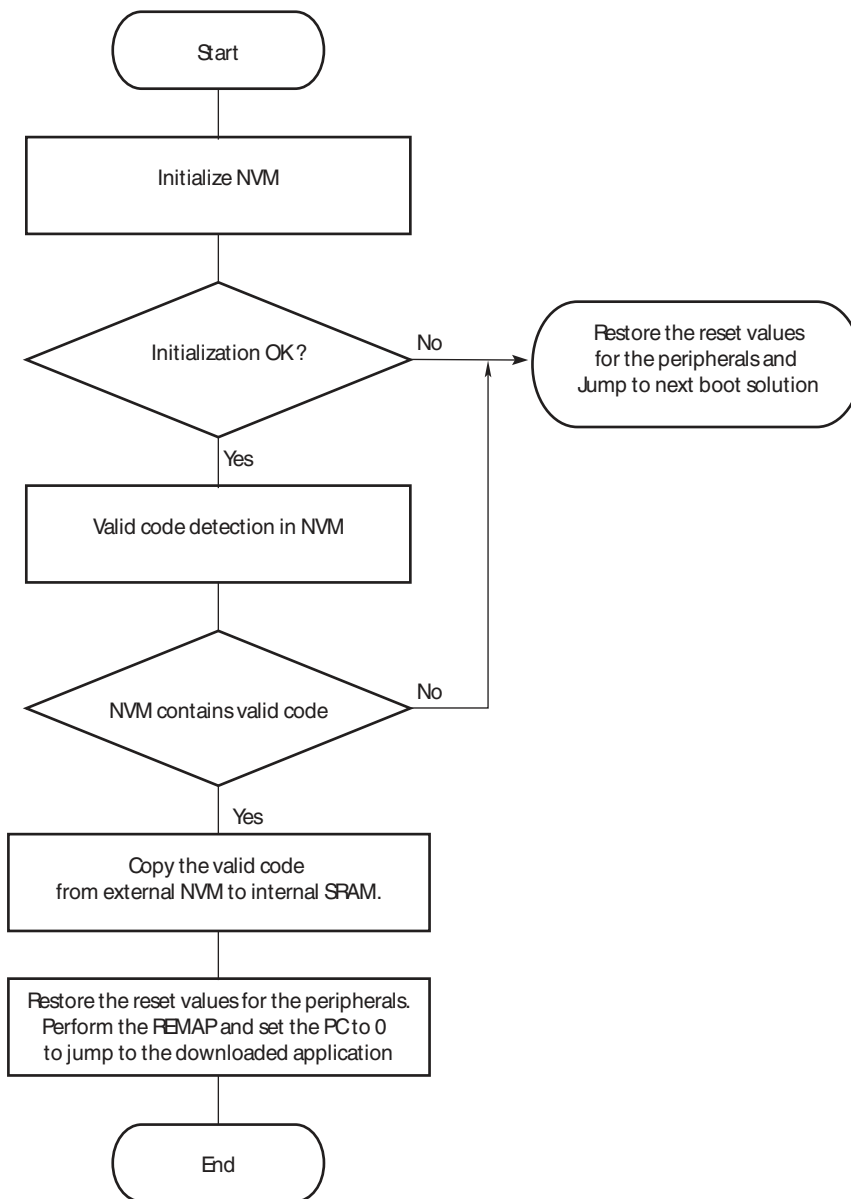 Start
Initialize NVM
Initialization OK ?
No
Restore the reset values
for the peripherals and
Jump to next boot solution
Yes
Valid code detection in NVM
NVM contains valid code
No
Yes
Copy the valid code
from external NVM to internal SRAM.
Restore the reset values for the peripherals.
Perform the REMAP and set the PC to 0
to jump to the downloaded application
End